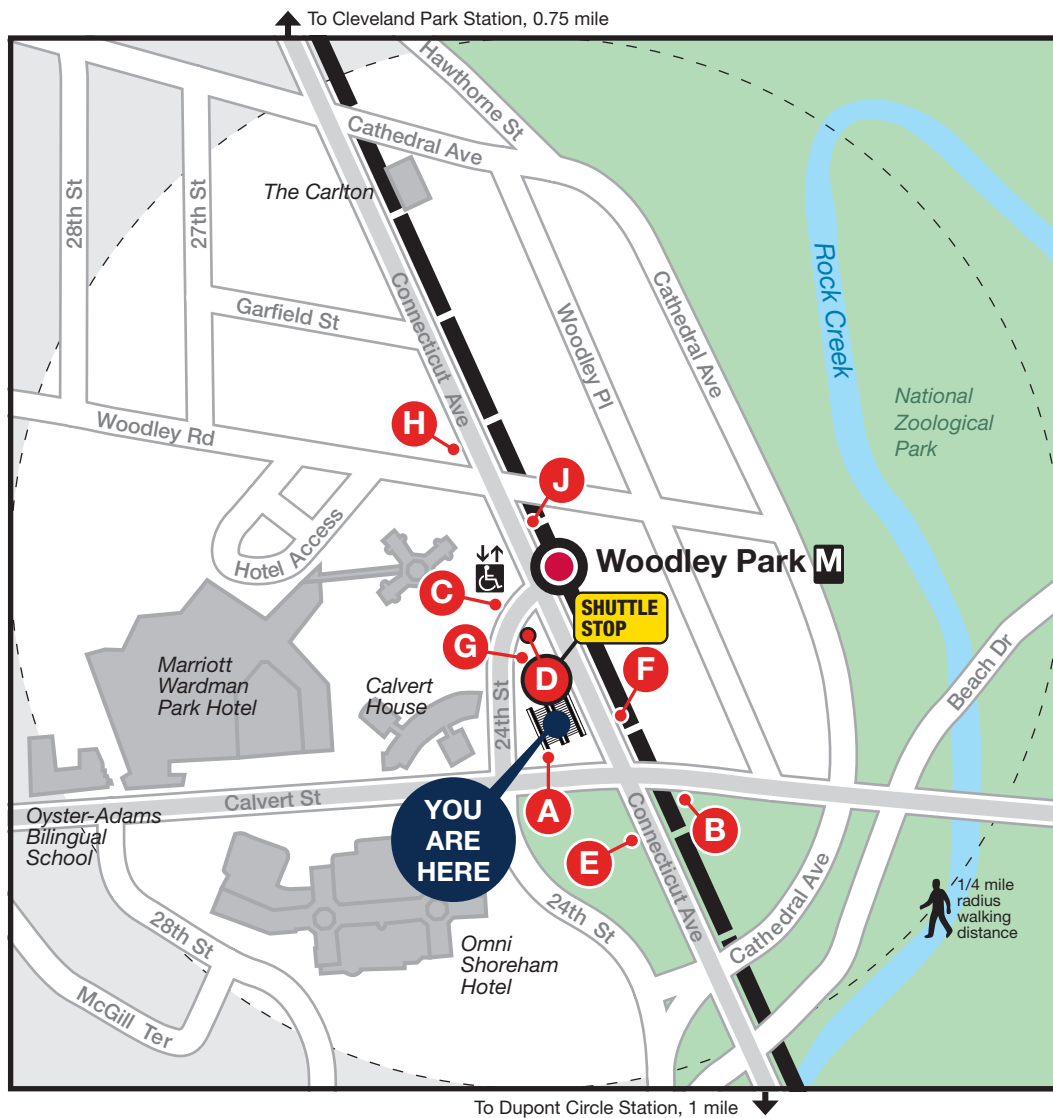 To Cleveland Park Station, 0.75 mile
Hawthorne St
Cathedral Ave
The Carlton
28th St
27th St
Rock Creek
Connecticut Ave
Garfield St
Woodley Pl
Cathedral Ave
National
Zoological
Park
Woodley Rd
H
J
Hotel Access
Woodley Park M
C
SHUTTLE
STOP
G
D
F
Marriott
Wardman
Park Hotel
Calvert
House
24th St
Beach Dr
Calvert St
YOU
ARE
HERE
A
B
E
Connecticut Ave
Oyster-Adams
Bilingual
School
28th St
24th St
Cathedral Ave
1/4 mile
radius
walking
distance
Omni
Shoreham
Hotel
McGill Ter
To Dupont Circle Station, 1 mile